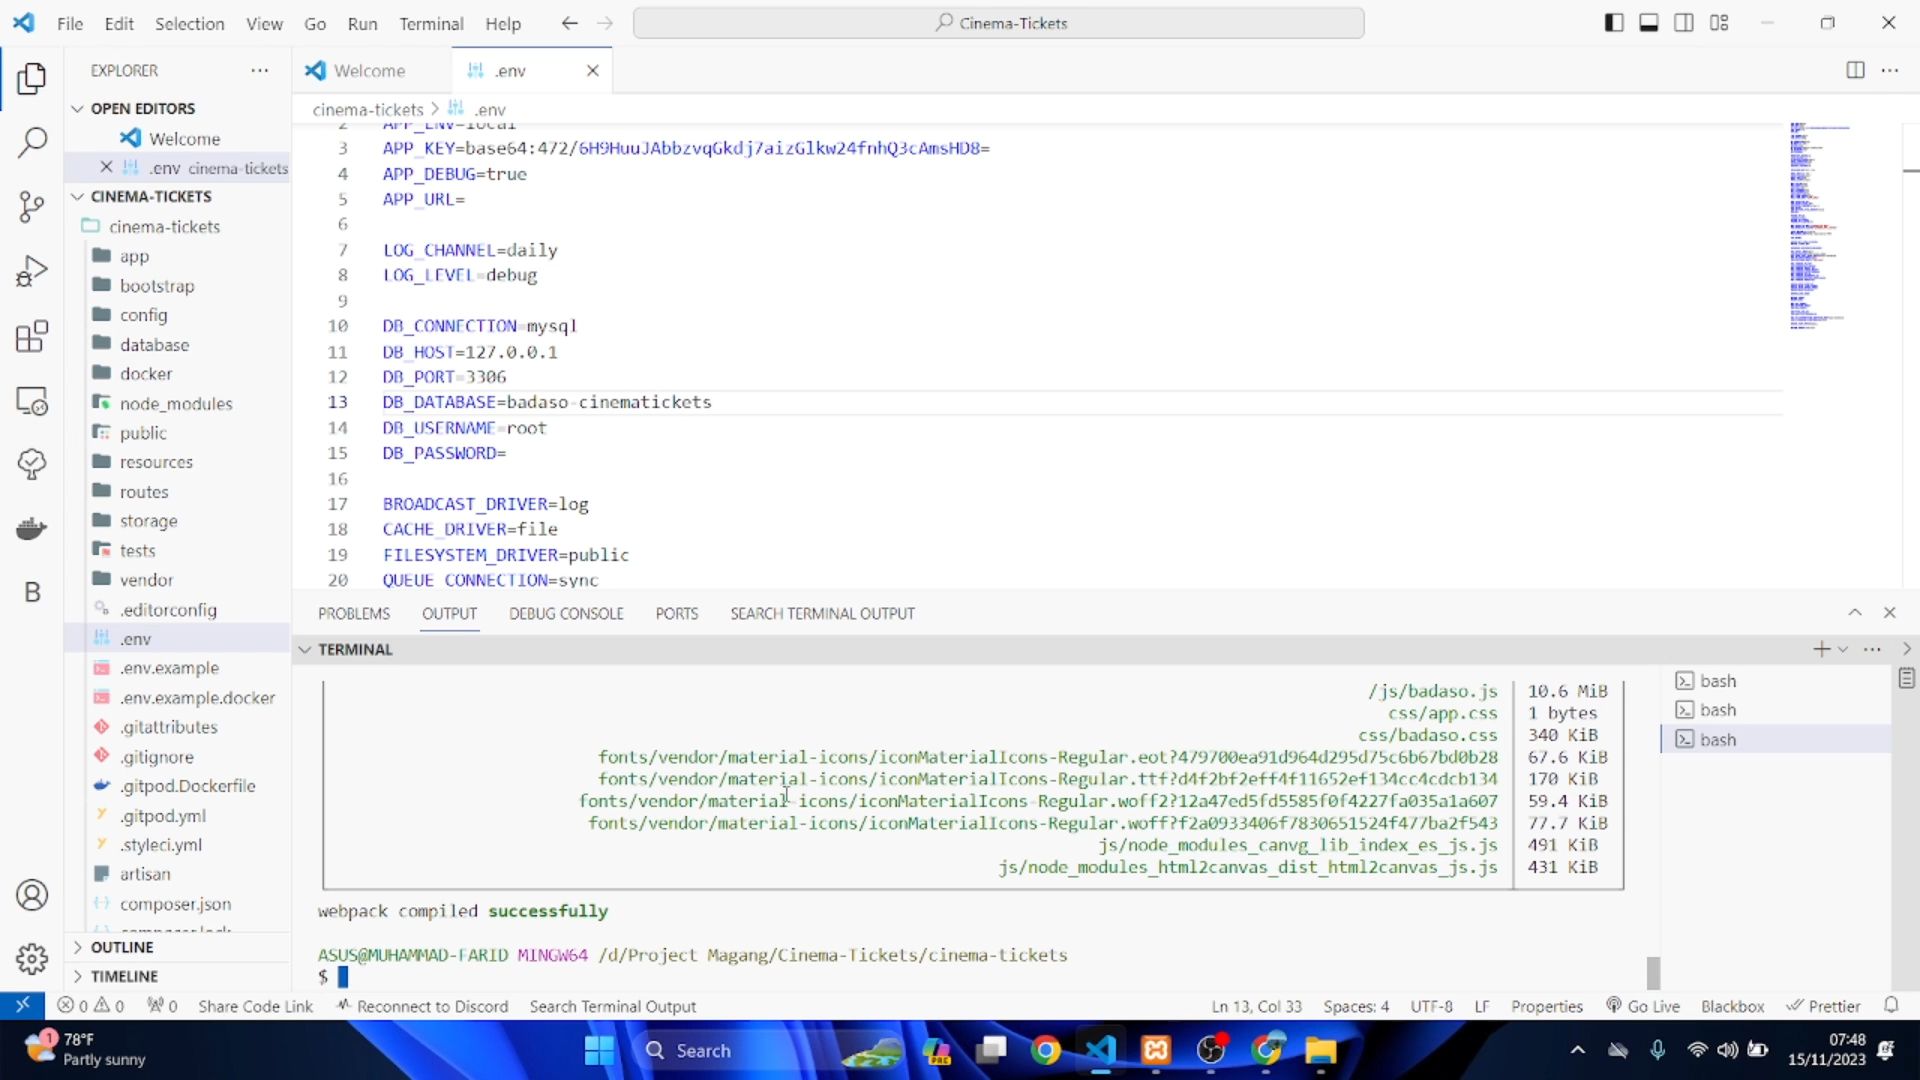 File Edit Selection View Go Run Terminal Help
Cinema-Tickets
EXPLORER
OPEN EDITORS
Welcome
.env cinema-tickets
CINEMA-TICKETS
cinema-tickets
app
bootstrap
config
database
docker
node_modules
public
resources
routes
storage
tests
vendor
.editorconfig
.env
.env.example
.env.example.docker
.gitattributes
.gitignore
.gitpod.Dockerfile
.gitpod.yml
.styleci.yml
artisan
composer.json
composer.lock
OUTLINE
TIMELINE
B
Welcome
.env
cinema-tickets > .env
2 APP_ENV=local
3 APP_KEY=base64:472/6H9HuuJAbbzvqGkdj7aizGlkw24fnhQ3cAmsHD8=
4 APP_DEBUG=true
5 APP_URL=
6
7 LOG_CHANNEL=daily
8 LOG_LEVEL=debug
9
10 DB_CONNECTION=mysql
11 DB_HOST=127.0.0.1
12 DB_PORT=3306
13 DB_DATABASE=badaso-cinematickets
14 DB_USERNAME=root
15 DB_PASSWORD=
16
17 BROADCAST_DRIVER=log
18 CACHE_DRIVER=file
19 FILESYSTEM_DRIVER=public
20 QUEUE_CONNECTION=sync
PROBLEMS OUTPUT DEBUG CONSOLE PORTS SEARCH TERMINAL OUTPUT
TERMINAL
/js/badaso.js 10.6 MiB
css/app.css 1 bytes
css/badaso.css 340 KiB
fonts/vendor/material-icons/iconMaterialIcons-Regular.eot?479700ea91d964d295d75c6b67bd0b28 67.6 KiB
fonts/vendor/material-icons/iconMaterialIcons-Regular.ttf?d4f2bf2eff4f11652ef134cc4cdcb134 170 KiB
fonts/vendor/material-icons/iconMaterialIcons-Regular.woff2?12a47ed5fd5585f0f4227fa035a1a607 59.4 KiB
fonts/vendor/material-icons/iconMaterialIcons-Regular.woff?f2a0933406f7830651524f477ba2f543 77.7 KiB
js/node_modules_canvg_lib_index_es_js.js 491 KiB
js/node_modules_html2canvas_dist_html2canvas_js.js 431 KiB
webpack compiled successfully
ASUS@MUHAMMAD-FARID MINGW64 /d/Project Magang/Cinema-Tickets/cinema-tickets
$
bash
bash
bash
0 0 0 Share Code Link Reconnect to Discord Search Terminal Output Ln 13, Col 33 Spaces: 4 UTF-8 LF Properties Go Live Blackbox Prettier
1
78°F
Partly sunny
Search
PRE
07:48
15/11/2023